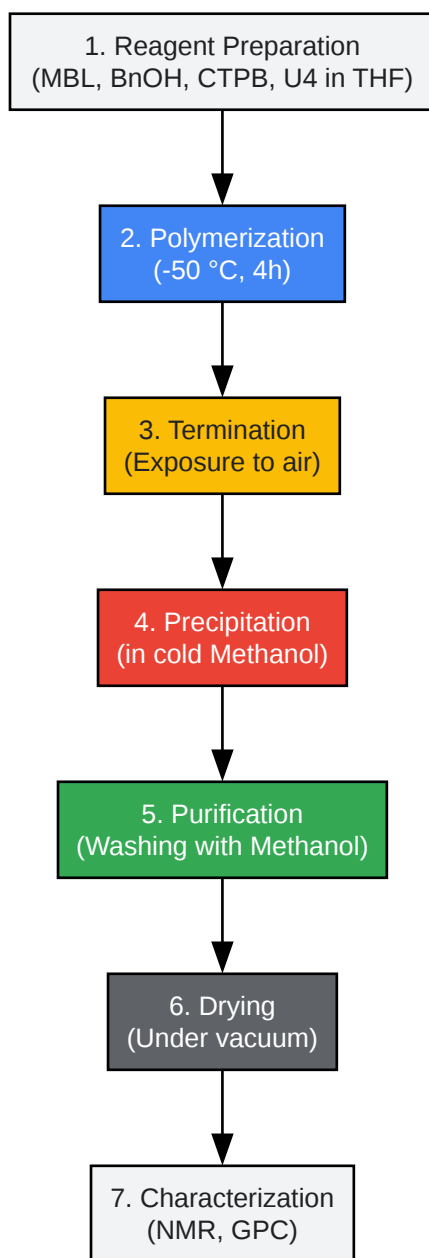 1. Reagent Preparation
(MBL, BnOH, CTPB, U4 in THF)
2. Polymerization
(-50 °C, 4h)
3. Termination
(Exposure to air)
4. Precipitation
(in cold Methanol)
5. Purification
(Washing with Methanol)
6. Drying
(Under vacuum)
7. Characterization
(NMR, GPC)